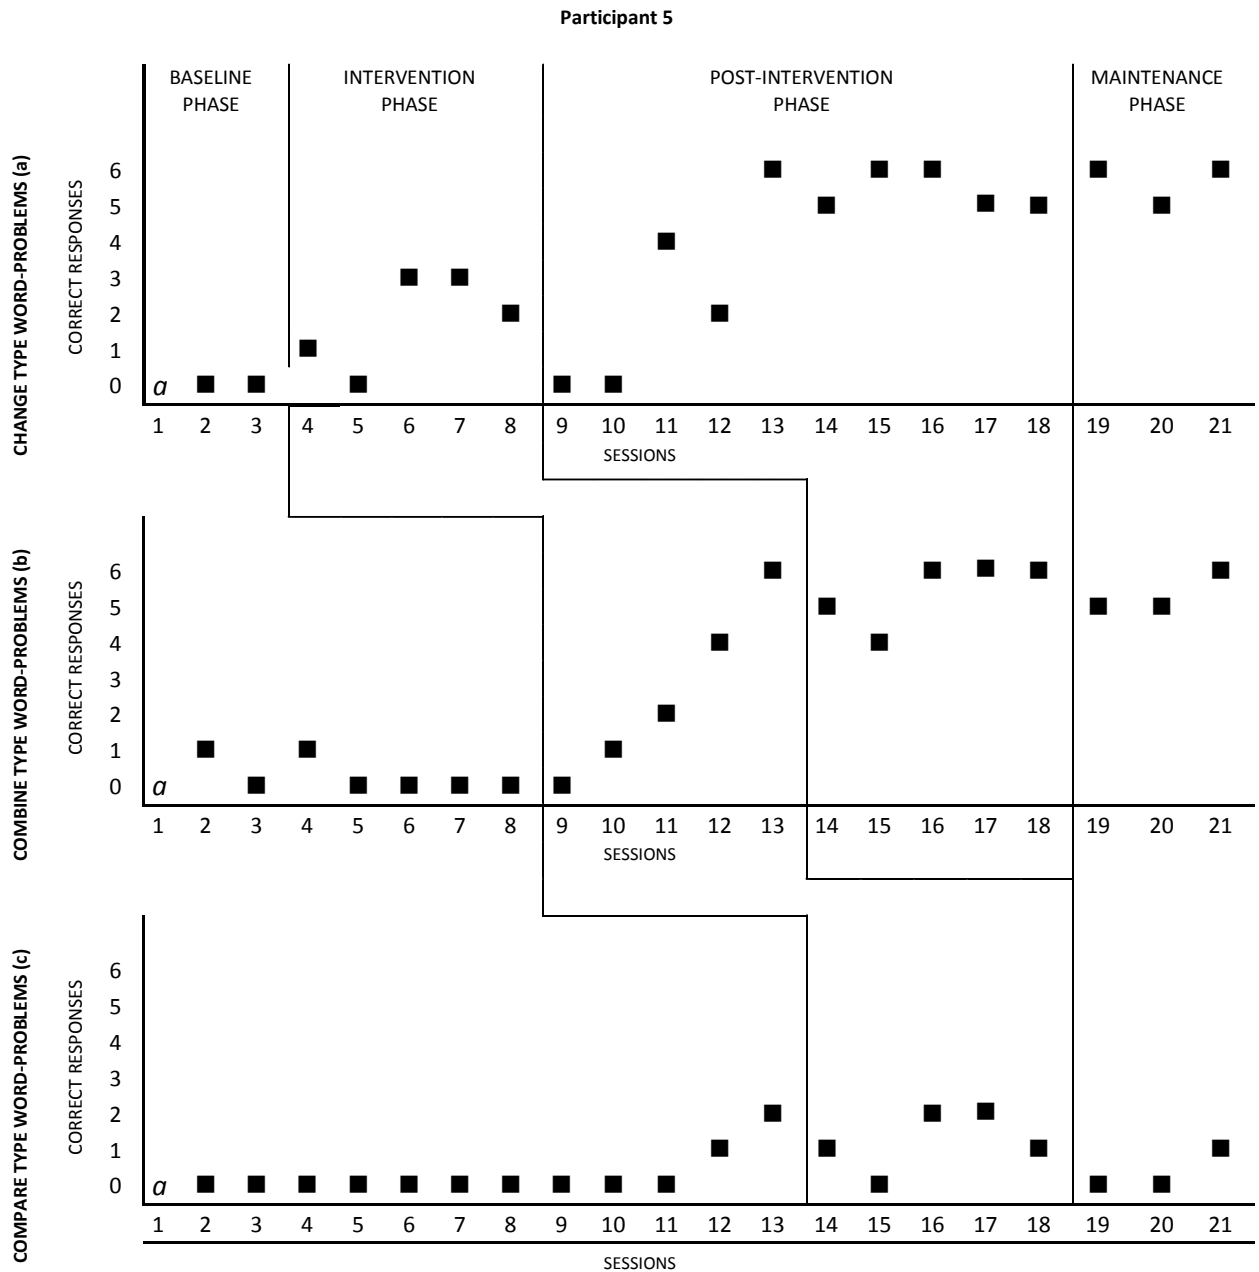 Participant 5
BASELINE PHASE
INTERVENTION PHASE
POST-INTERVENTION PHASE
MAINTENANCE PHASE
CHANGE TYPE WORD-PROBLEMS (a)
CORRECT RESPONSES
6
5
4
3
2
1
0
a
1 2 3 4 5 6 7 8 9 10 11 12 13 14 15 16 17 18 19 20 21
SESSIONS
COMBINE TYPE WORD-PROBLEMS (b)
CORRECT RESPONSES
6
5
4
3
2
1
0
a
1 2 3 4 5 6 7 8 9 10 11 12 13 14 15 16 17 18 19 20 21
SESSIONS
COMPARE TYPE WORD-PROBLEMS (c)
CORRECT RESPONSES
6
5
4
3
2
1
0
a
1 2 3 4 5 6 7 8 9 10 11 12 13 14 15 16 17 18 19 20 21
SESSIONS